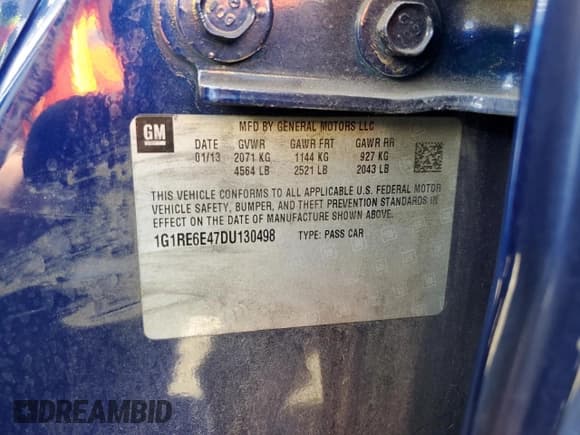 GM
MFD BY GENERAL MOTORS LLC
DATE GVWR GAWR FRT GAWR RR
01/13 2071 KG 1144 KG 927 KG
4564 LB 2521 LB 2043 LB
THIS VEHICLE CONFORMS TO ALL APPLICABLE U.S. FEDERAL MOTOR
VEHICLE SAFETY, BUMPER, AND THEFT PREVENTION STANDARDS IN
EFFECT ON THE DATE OF MANUFACTURE SHOWN ABOVE.
1G1RE6E47DU130498 TYPE: PASS CAR
DREAMBID